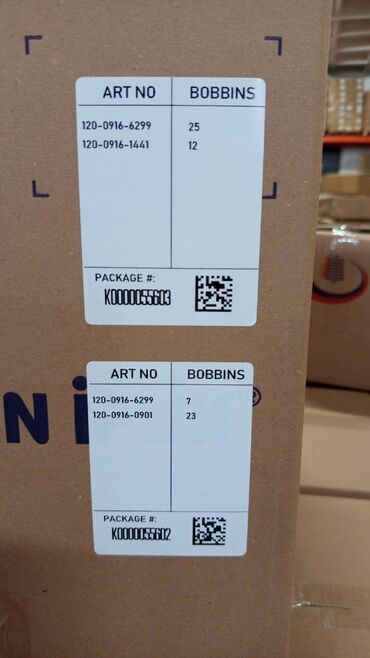 ART NO BOBBINS
120-0916-6299 25
120-0916-1441 12
PACKAGE #:
K0000055603
ART NO BOBBINS
120-0916-6299 7
120-0916-0901 23
PACKAGE #:
K0000055602